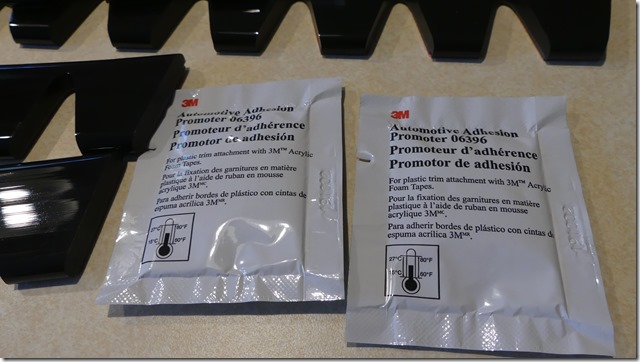 3M
Automotive Adhesion
Promoter 06396
Promoteur d'adhérence
Promotor de adhesión
For plastic trim attachment with 3M™ Acrylic
Foam Tapes.
Pour la fixation des garnitures en matière
plastique à l'aide de ruban en mousse
acrylique 3MMC.
Para adherir bordes de plástico con cintas de
espuma acrílica 3MMR.
27°C 80°F
15°C 60°F
3M
Automotive Adhesion
Promoter 06396
Promoteur d'adhérence
Promotor de adhesión
For plastic trim attachment with 3M™ Acrylic
Foam Tapes.
Pour la fixation des garnitures en matière
plastique à l'aide de ruban en mousse
acrylique 3MMC.
Para adherir bordes de plástico con cintas de
espuma acrílica 3MMR.
27°C 80°F
15°C 60°F